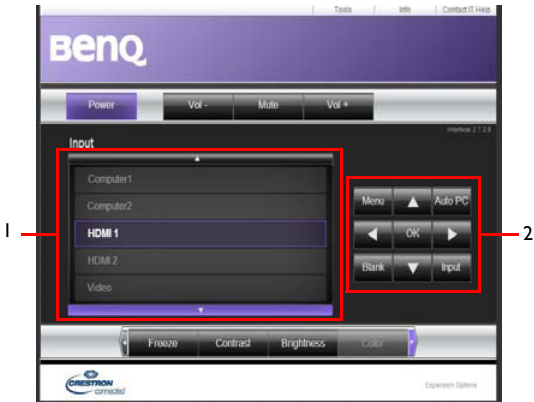 Tools Info Contact IT Help
BenQ
Power Vol - Mute Vol +
Interface 2.7.2.8
Input
Computer1
Computer2
HDMI 1
HDMI 2
Video
Menu Auto PC
OK
Blank Input
1
2
Freeze Contrast Brightness Color
CRESTRON
connected
Expansion Options